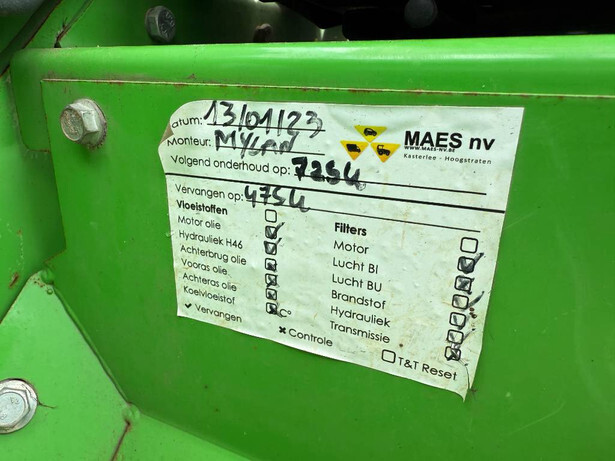 Datum: 13/01/23
Monteur: MYLAN
MAES nv
WWW.MAES-NV.BE
Kasterlee - Hoogstraten
Volgend onderhoud op: 7254
Vervangen op: 4754
Vloeistoffen
Motor olie
Hydrauliek H46
Achterbrug olie
Vooras olie
Achteras olie
Koelvloeistof C°
✓ Vervangen
✖ Controle
Filters
Motor
Lucht BI
Lucht BU
Brandstof
Hydrauliek
Transmissie
T&T Reset